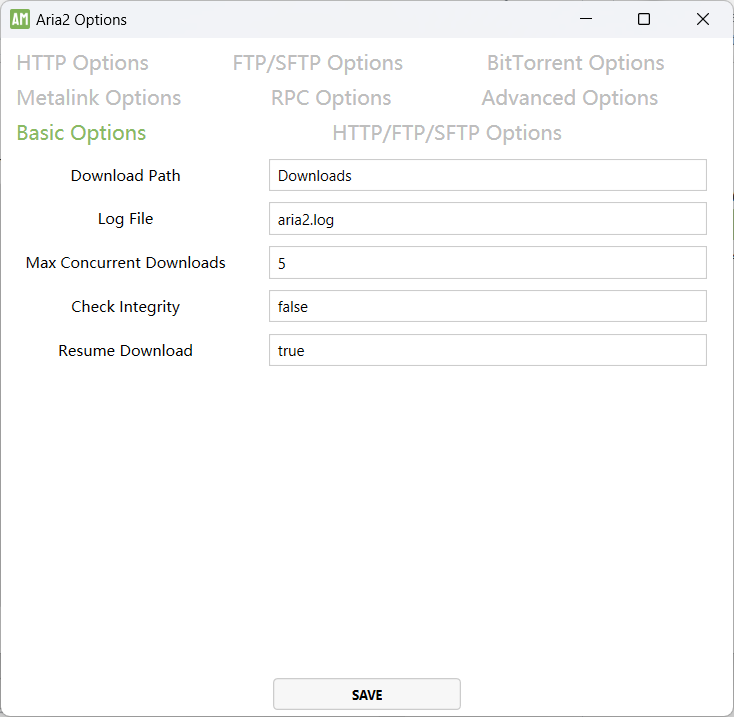 AM Aria2 Options
HTTP Options FTP/SFTP Options BitTorrent Options
Metalink Options RPC Options Advanced Options
Basic Options HTTP/FTP/SFTP Options
Download Path Downloads
Log File aria2.log
Max Concurrent Downloads 5
Check Integrity false
Resume Download true
SAVE